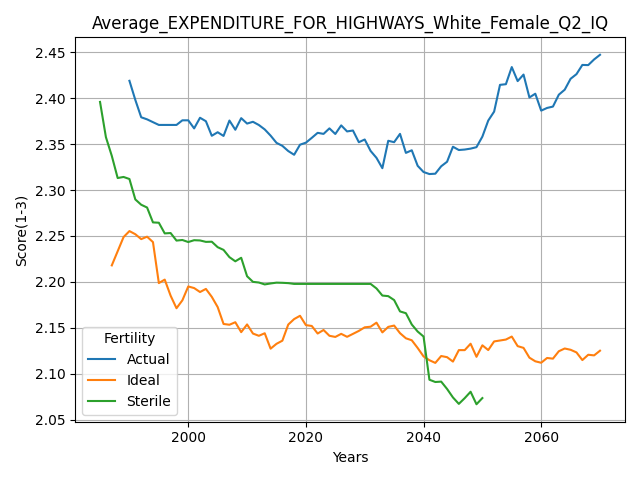 Average_EXPENDITURE_FOR_HIGHWAYS_White_Female_Q2_IQ
Score(1-3)
2.45
2.40
2.35
2.30
2.25
2.20
2.15
2.10
2.05
Fertility
Actual
Ideal
Sterile
2000 2020 2040 2060
Years